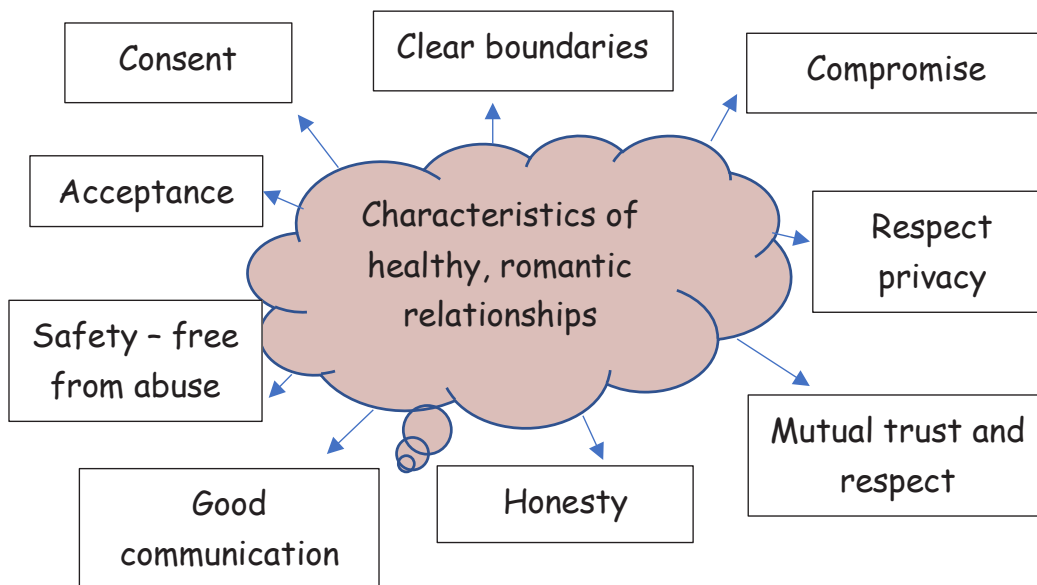 Consent
Clear boundaries
Compromise
Acceptance
Characteristics of
healthy, romantic
relationships
Respect
privacy
Safety – free
from abuse
Mutual trust and
respect
Good
communication
Honesty